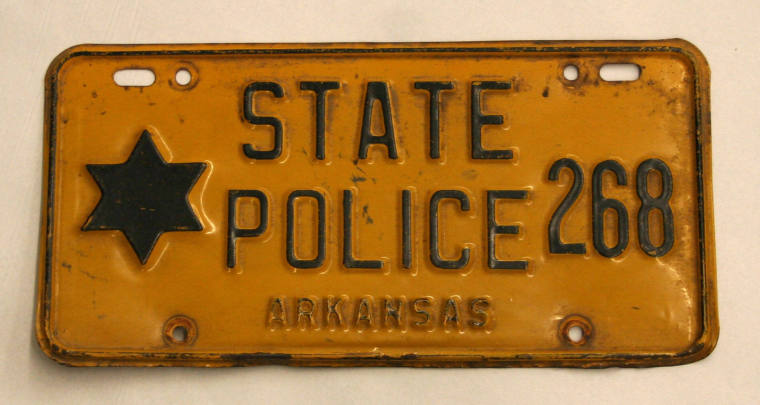 STATE
POLICE 268
ARKANSAS